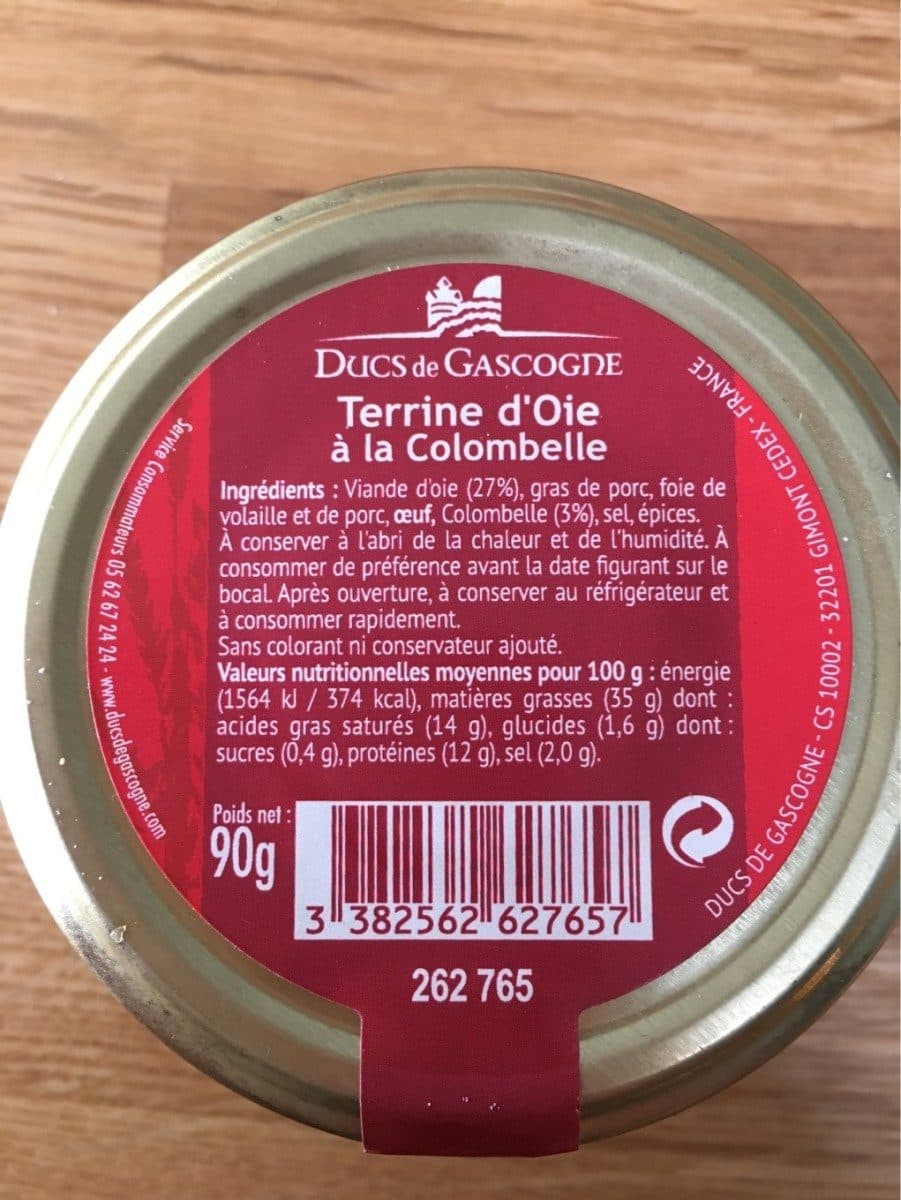 DUCS de GASCOGNE
Terrine d'Oie
à la Colombelle
Ingrédients : Viande d'oie (27%), gras de porc, foie de
volaille et de porc, œuf, Colombelle (3%), sel, épices.
À conserver à l'abri de la chaleur et de l'humidité. À
consommer de préférence avant la date figurant sur le
bocal. Après ouverture, à conserver au réfrigérateur et
à consommer rapidement.
Sans colorant ni conservateur ajouté.
Valeurs nutritionnelles moyennes pour 100 g : énergie
(1564 kJ / 374 kcal), matières grasses (35 g) dont :
acides gras saturés (14 g), glucides (1,6 g) dont :
sucres (0,4 g), protéines (12 g), sel (2,0 g).
Poids net :
90g
3 382562 627657
262 765
Service Consommateurs 05 62 67 24 24 - www.ducsdegascogne.com
DUCS DE GASCOGNE - CS 10002 - 32201 GIMONT CEDEX - FRANCE